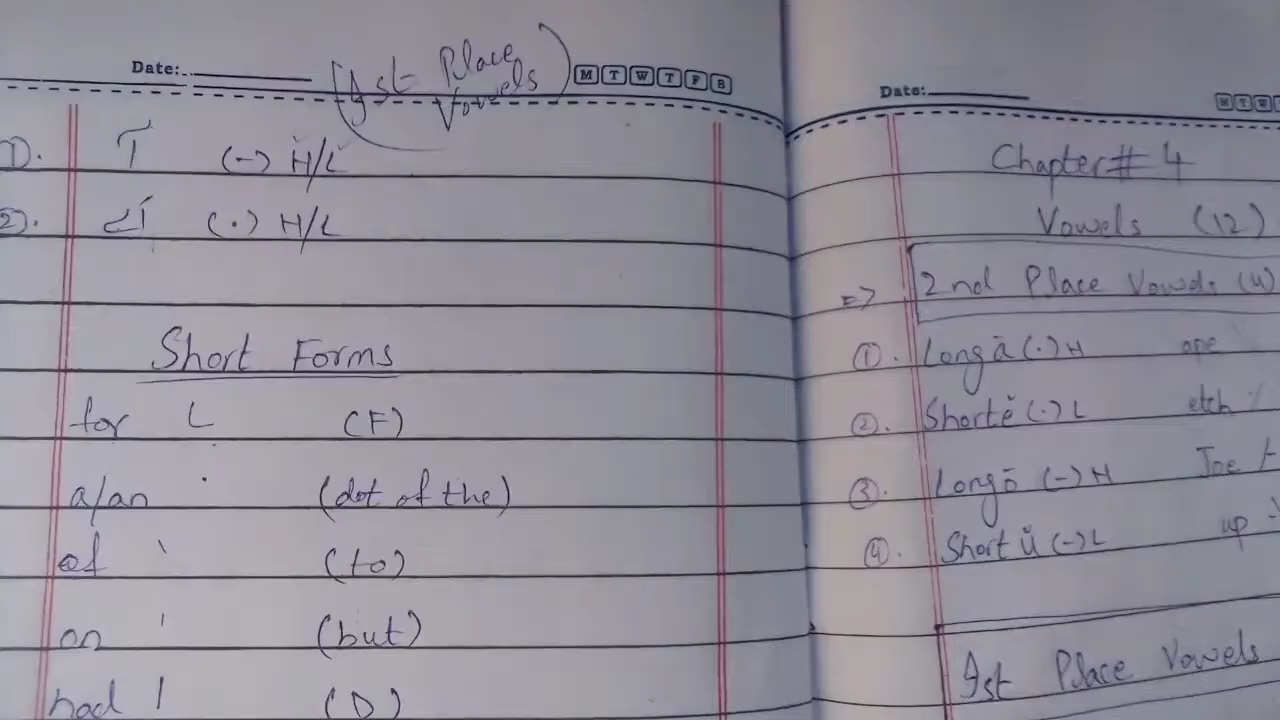 Date:
(1st Place
Vowels)
M T W T F S
1). (-) H/L
2). (.) H/L
Short Forms
for (F)
a/an . (dot of the)
of \ (to)
on ' (but)
had | (D)
Date:
M T W
Chapter # 4
Vowels (12)
=> 2nd Place Vowels (4)
①. Long ā (.) H ope
②. Short ĕ (.) L etch
③. Long ō (-) H Joe
④. Short ŭ (-) L up
1st Place Vowels